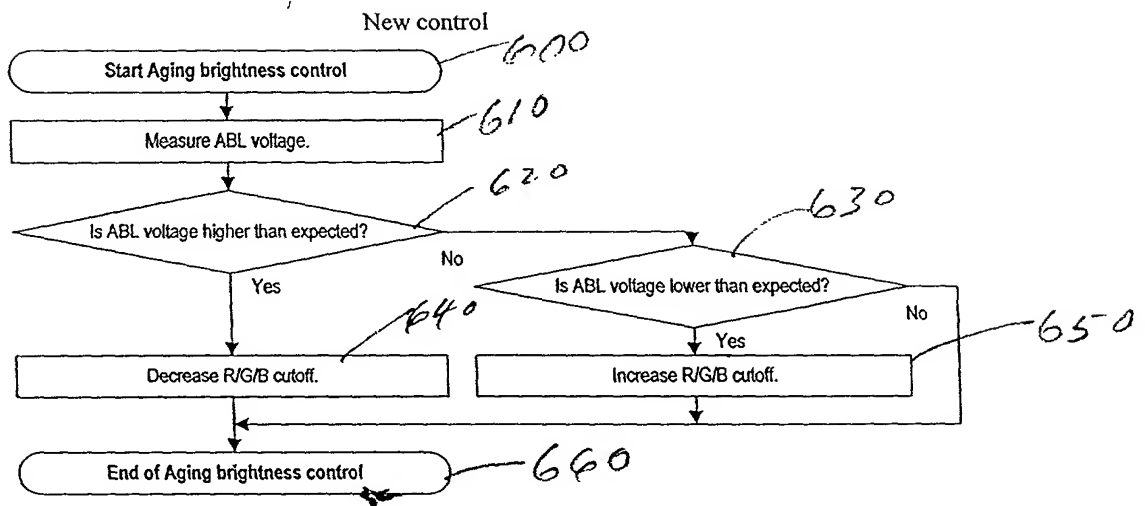 New control
600
Start Aging brightness control
610
Measure ABL voltage.
620
Is ABL voltage higher than expected?
630
No
Yes
Is ABL voltage lower than expected?
No
640
650
Yes
Decrease R/G/B cutoff.
Increase R/G/B cutoff.
End of Aging brightness control
660